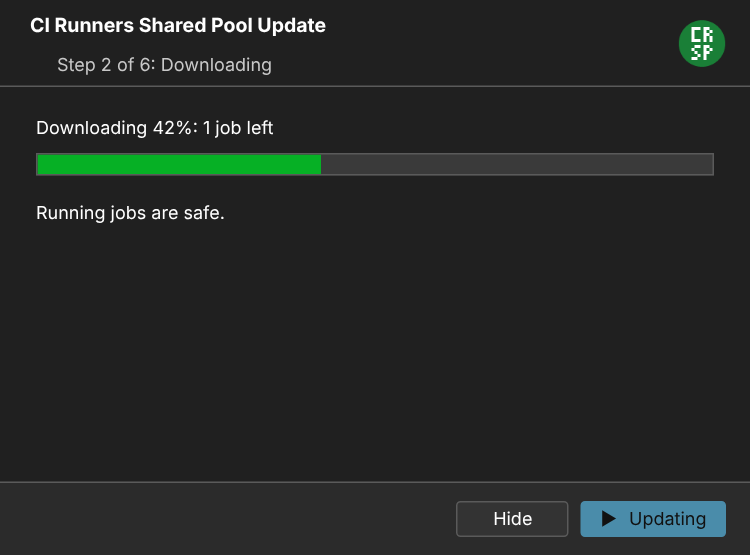 CI Runners Shared Pool Update
Step 2 of 6: Downloading
CR
SP
Downloading 42%: 1 job left
Running jobs are safe.
Hide
Updating